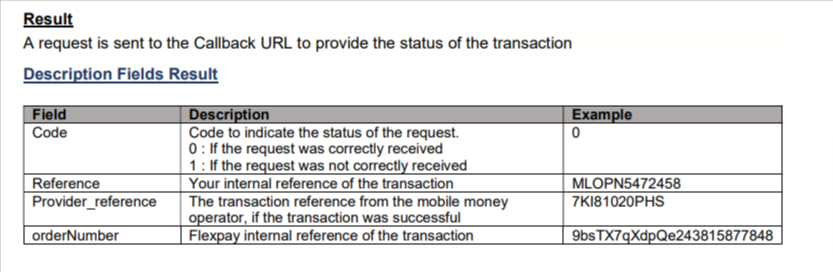 Result
A request is sent to the Callback URL to provide the status of the transaction
Description Fields Result
Field Description Example
Code Code to indicate the status of the request. 0
0 : If the request was correctly received
1 : If the request was not correctly received
Reference Your internal reference of the transaction MLOPN5472458
Provider_reference The transaction reference from the mobile money 7KI81020PHS
operator, if the transaction was successful
orderNumber Flexpay internal reference of the transaction 9bsTX7qXdpQe243815877848